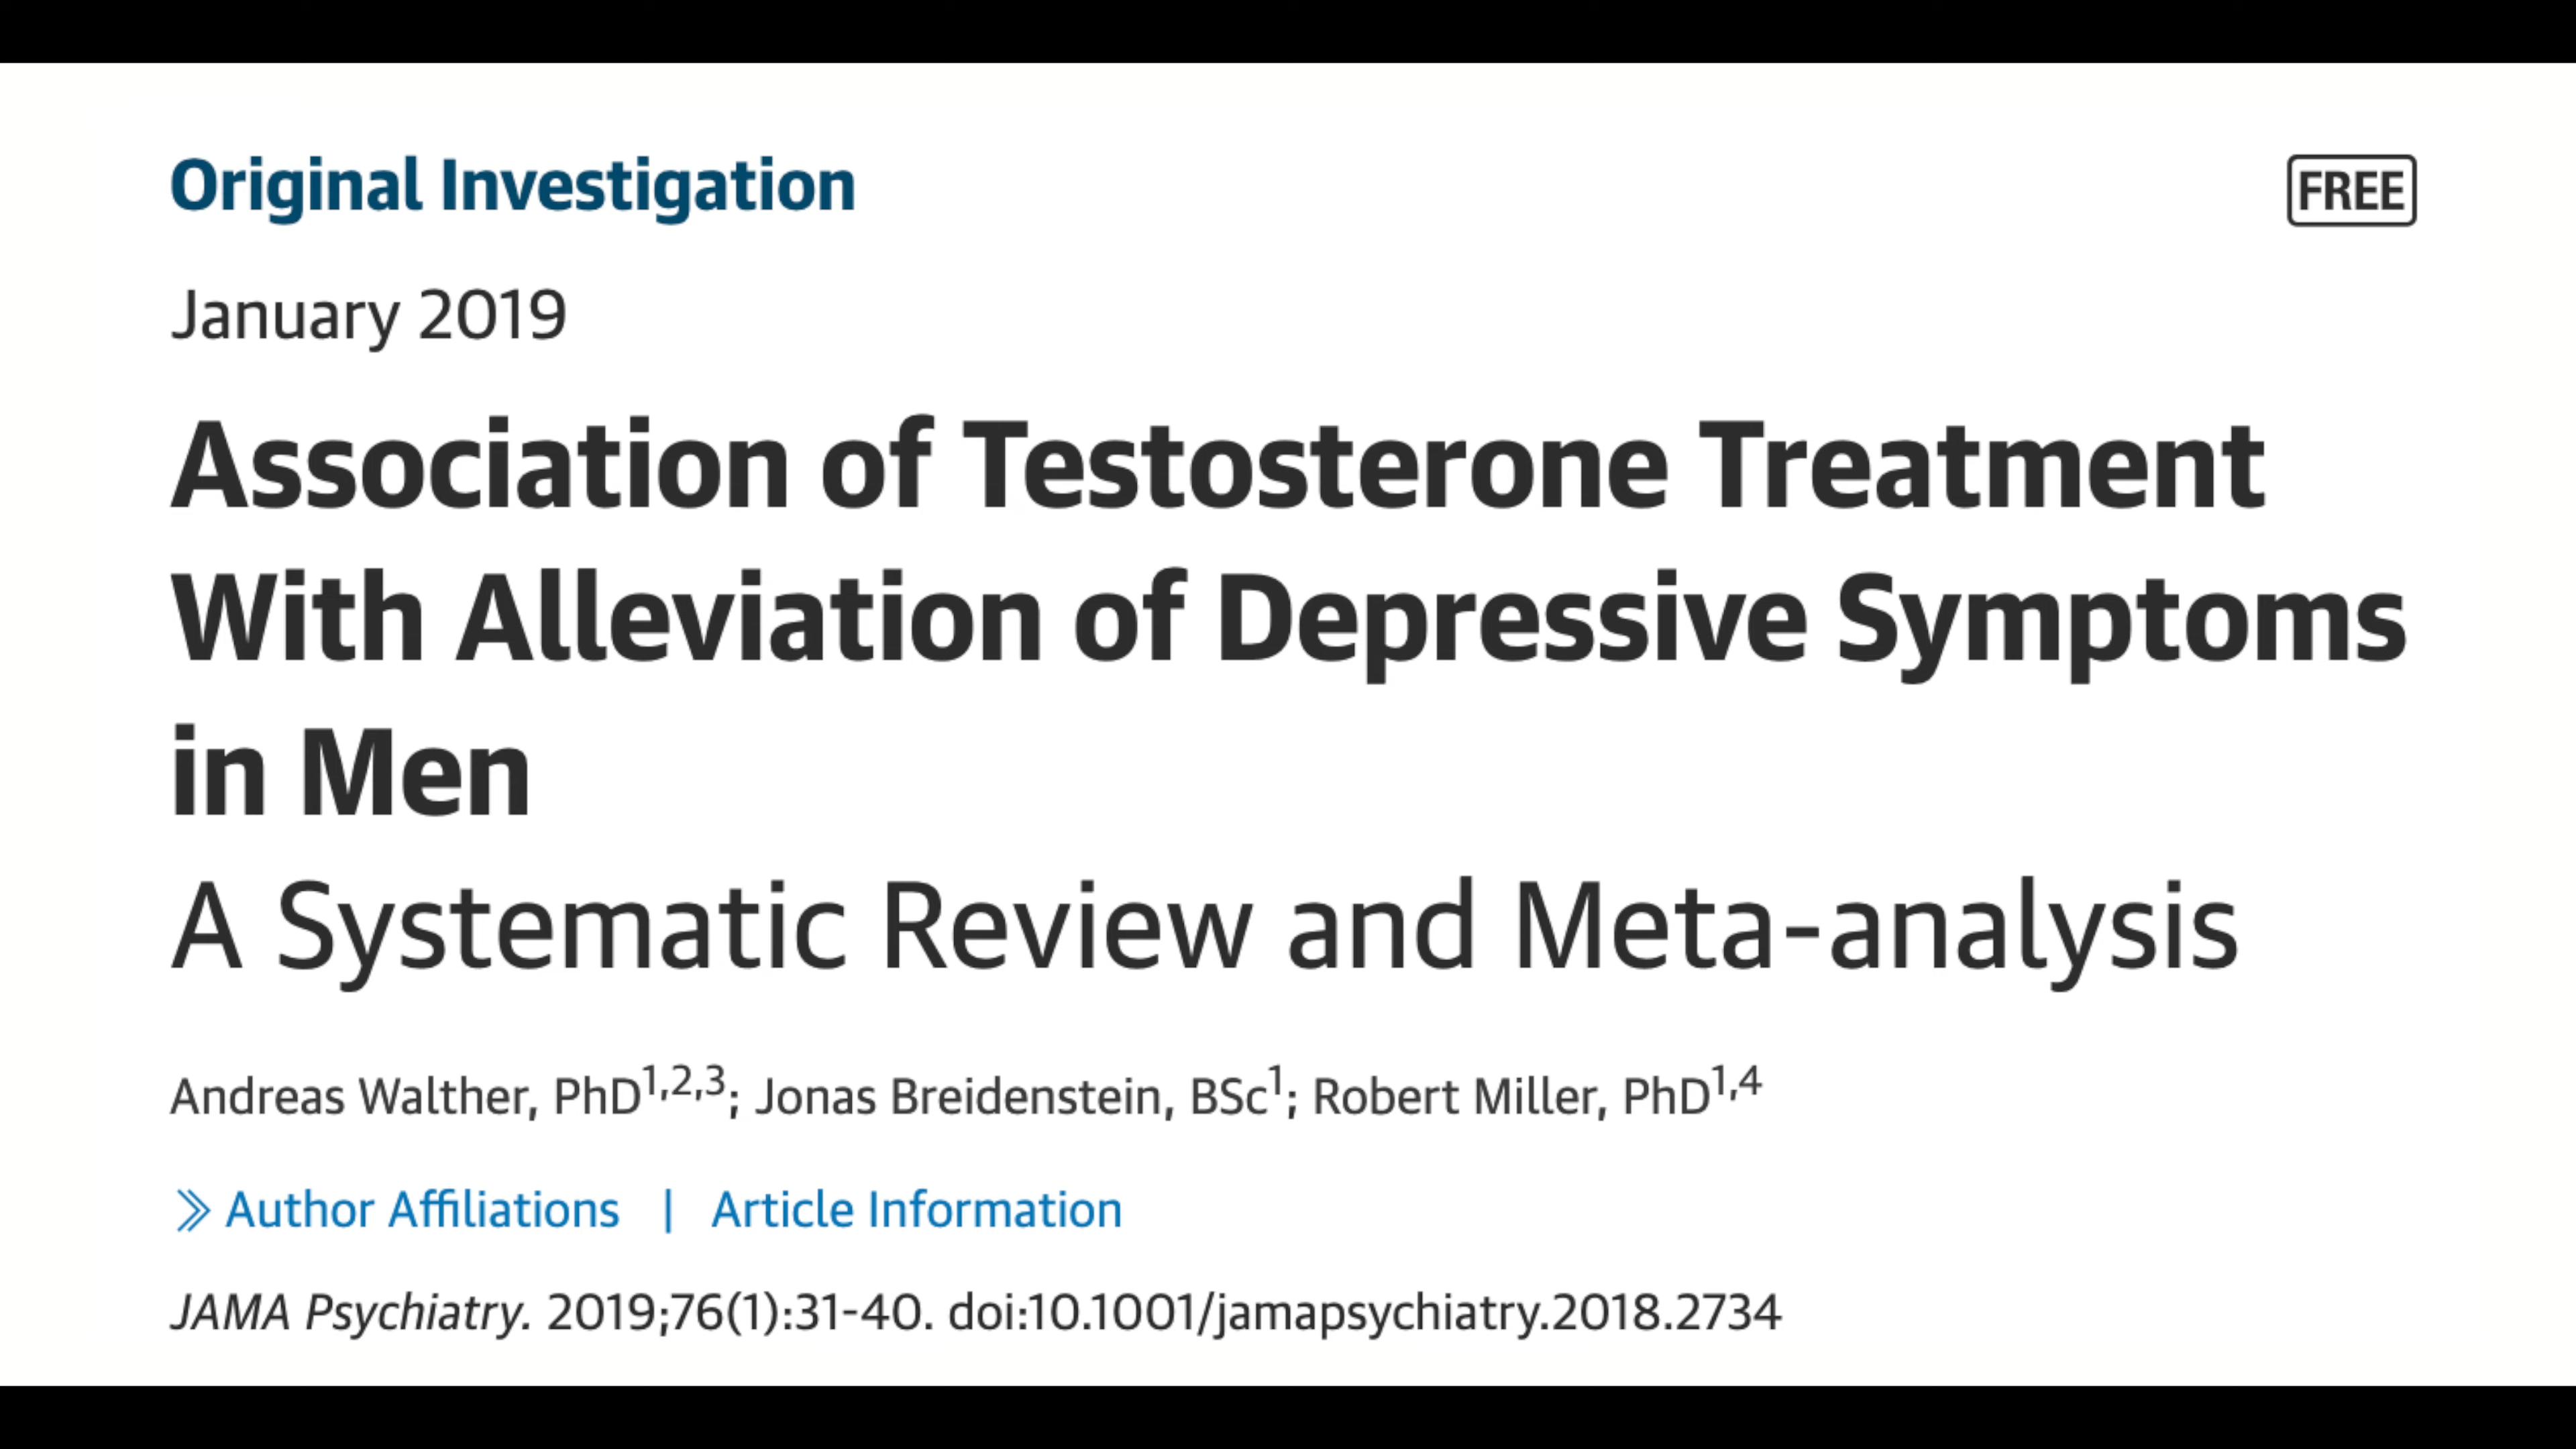 Original Investigation
FREE
January 2019
Association of Testosterone Treatment
With Alleviation of Depressive Symptoms
in Men
A Systematic Review and Meta-analysis
Andreas Walther, PhD1,2,3; Jonas Breidenstein, BSc1; Robert Miller, PhD1,4
» Author Affiliations | Article Information
JAMA Psychiatry. 2019;76(1):31-40. doi:10.1001/jamapsychiatry.2018.2734